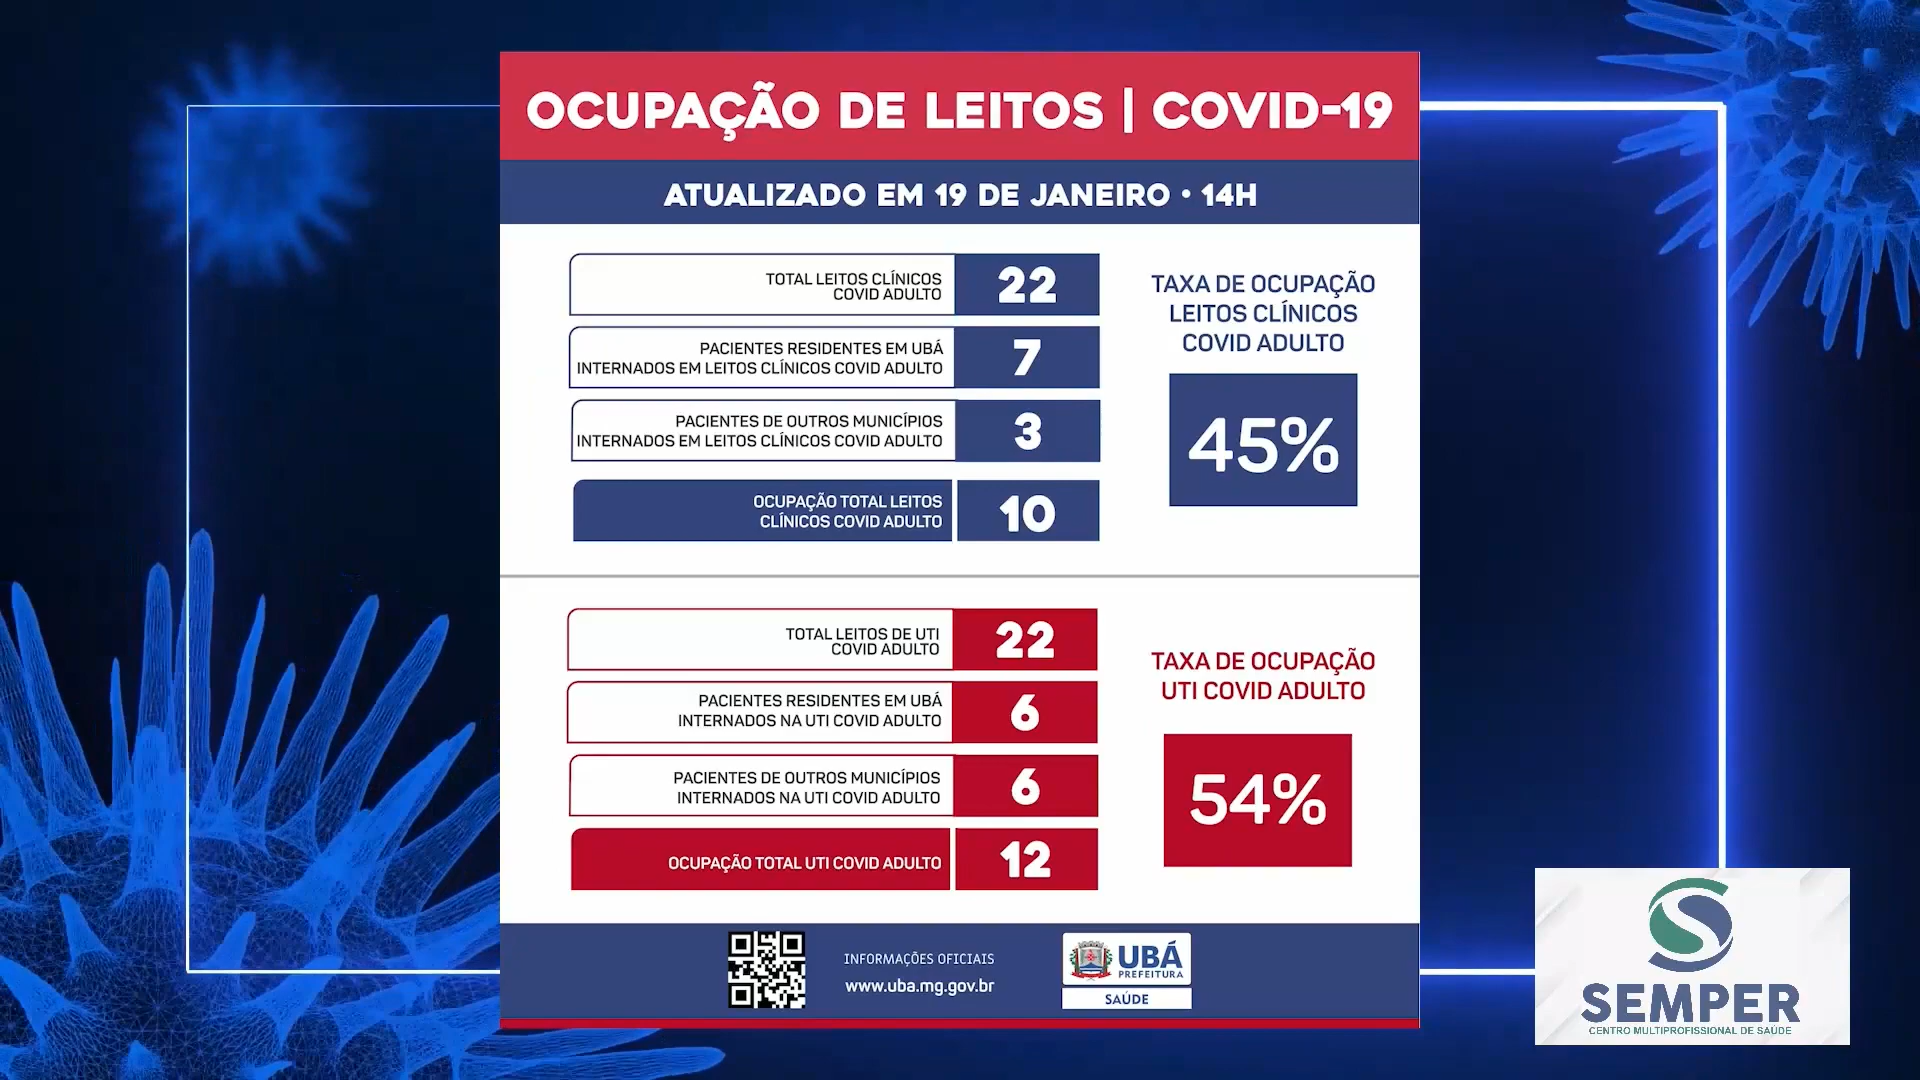 OCUPAÇÃO DE LEITOS | COVID-19
ATUALIZADO EM 19 DE JANEIRO • 14H
TOTAL LEITOS CLÍNICOS
COVID ADULTO
22
PACIENTES RESIDENTES EM UBÁ
INTERNADOS EM LEITOS CLÍNICOS COVID ADULTO
7
PACIENTES DE OUTROS MUNICÍPIOS
INTERNADOS EM LEITOS CLÍNICOS COVID ADULTO
3
OCUPAÇÃO TOTAL LEITOS
CLÍNICOS COVID ADULTO
10
TAXA DE OCUPAÇÃO
LEITOS CLÍNICOS
COVID ADULTO
45%
TOTAL LEITOS DE UTI
COVID ADULTO
22
PACIENTES RESIDENTES EM UBÁ
INTERNADOS NA UTI COVID ADULTO
6
PACIENTES DE OUTROS MUNICÍPIOS
INTERNADOS NA UTI COVID ADULTO
6
OCUPAÇÃO TOTAL UTI COVID ADULTO
12
TAXA DE OCUPAÇÃO
UTI COVID ADULTO
54%
INFORMAÇÕES OFICIAIS
www.uba.mg.gov.br
UBÁ
PREFEITURA
SAÚDE
SEMPER
CENTRO MULTIPROFISSIONAL DE SAÚDE